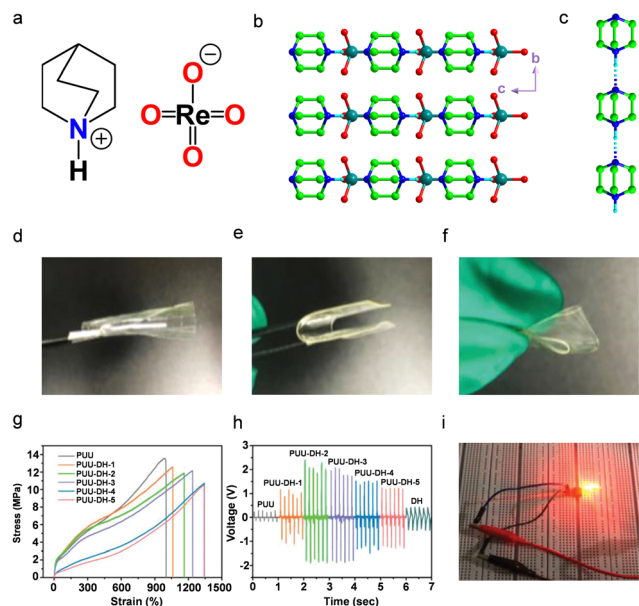 a
N
H
+
O
−
O=Re=O
O
b
b
c
c
d
e
f
g
Stress (MPa)
14
12
10
8
6
4
2
0
PUU
PUU-DH-1
PUU-DH-2
PUU-DH-3
PUU-DH-4
PUU-DH-5
0 300 600 900 1200 1500
Strain (%)
h
Voltage (V)
3
2
1
0
-1
-2
PUU
PUU-DH-1
PUU-DH-2
PUU-DH-3
PUU-DH-4
PUU-DH-5
DH
0 1 2 3 4 5 6 7
Time (sec)
i